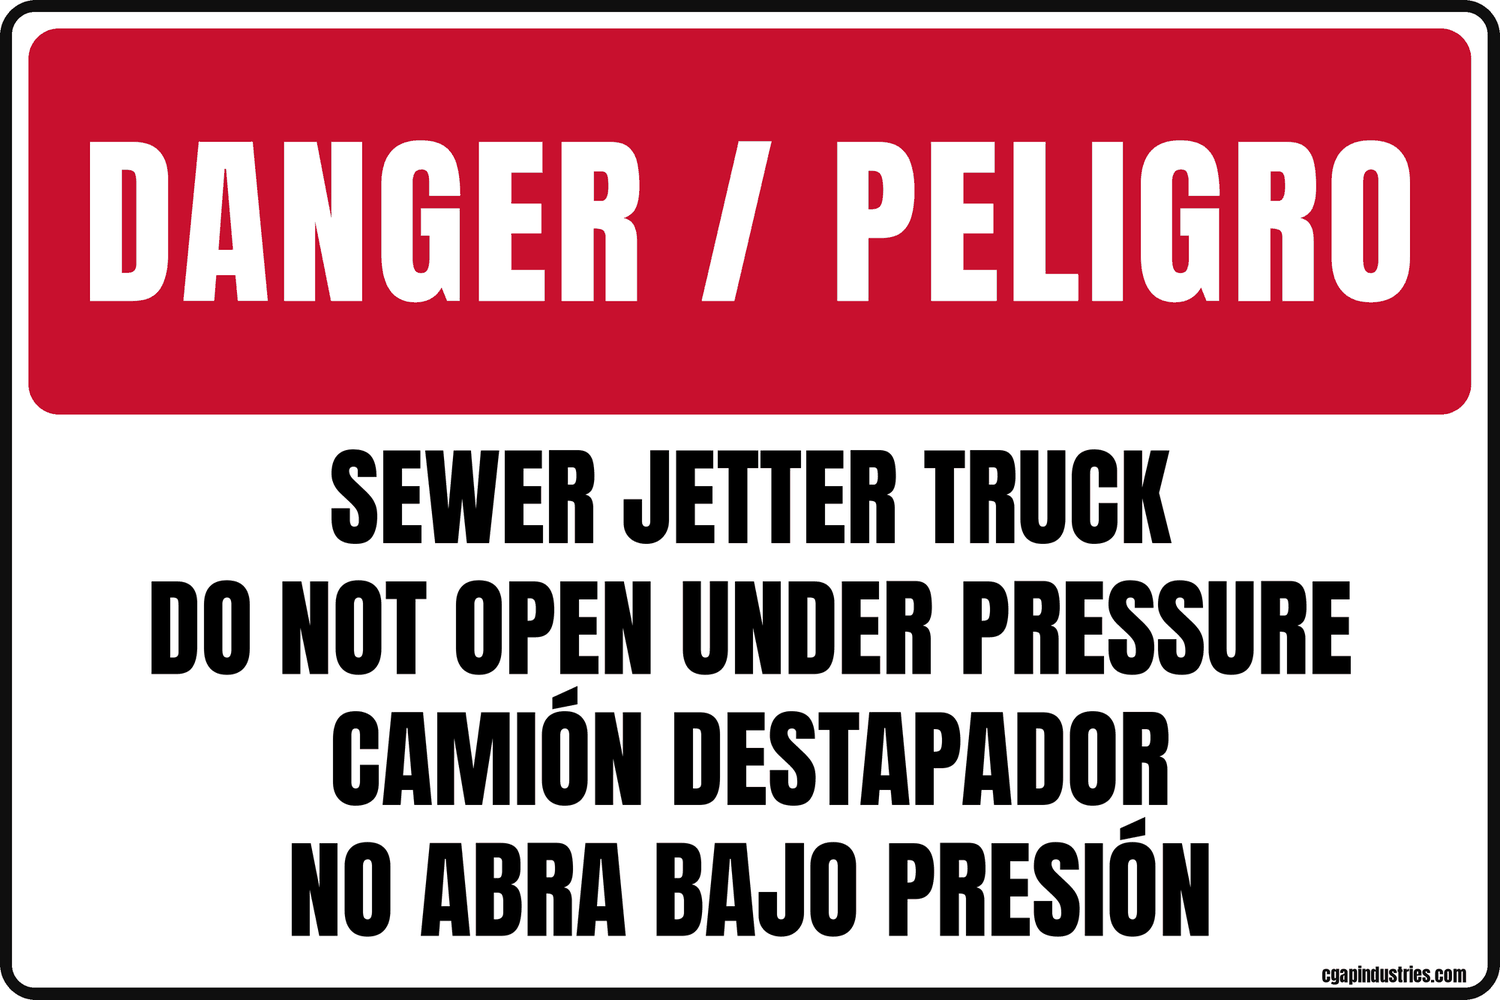 DANGER / PELIGRO
SEWER JETTER TRUCK
DO NOT OPEN UNDER PRESSURE
CAMIÓN DESTAPADOR
NO ABRA BAJO PRESIÓN
cgapindustries.com